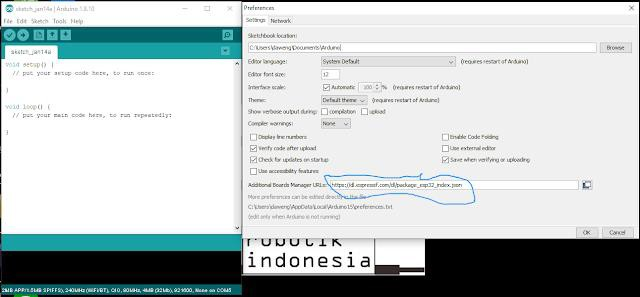 sketch_jan14a | Arduino 1.8.10
File Edit Sketch Tools Help
sketch_jan14a
void setup() {
// put your setup code here, to run once:
}
void loop() {
// put your main code here, to run repeatedly:
}
2MB APP/1.5MB SPIFFS), 240MHz (WiFi/BT), QIO, 80MHz, 4MB (32Mb), 921600, None on COM5
Preferences
Settings Network
Sketchbook location:
C:\Users\daweng\Documents\Arduino
Browse
Editor language: System Default (requires restart of Arduino)
Editor font size: 12
Interface scale: Automatic 100 % (requires restart of Arduino)
Theme: Default theme (requires restart of Arduino)
Show verbose output during: compilation upload
Compiler warnings: None
Display line numbers Enable Code Folding
Verify code after upload Use external editor
Check for updates on startup Save when verifying or uploading
Use accessibility features
Additional Boards Manager URLs: https://dl.espressif.com/dl/package_esp32_index.json
More preferences can be edited directly in the file
C:\Users\daweng\AppData\Local\Arduino15\preferences.txt
(edit only when Arduino is not running)
OK Cancel
robotik
indonesia